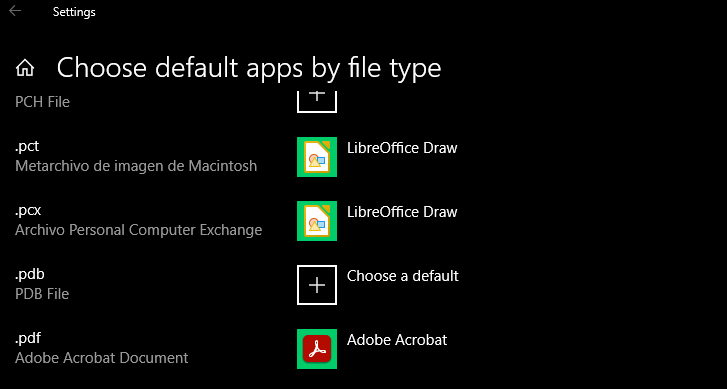 Settings
Choose default apps by file type
PCH File
.pct
LibreOffice Draw
Metarchivo de imagen de Macintosh
.pcx
LibreOffice Draw
Archivo Personal Computer Exchange
.pdb
Choose a default
PDB File
.pdf
Adobe Acrobat
Adobe Acrobat Document